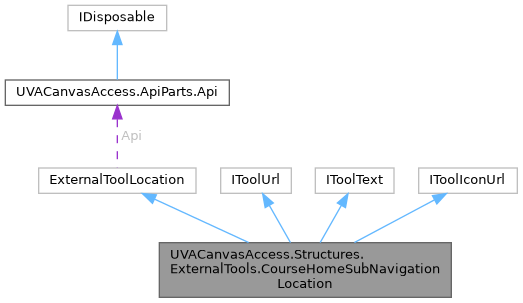 IDisposable
UVACanvasAccess.ApiParts.Api
Api
ExternalToolLocation
IToolUrl
IToolText
IToolIconUrl
UVACanvasAccess.Structures.
ExternalTools.CourseHomeSubNavigation
Location